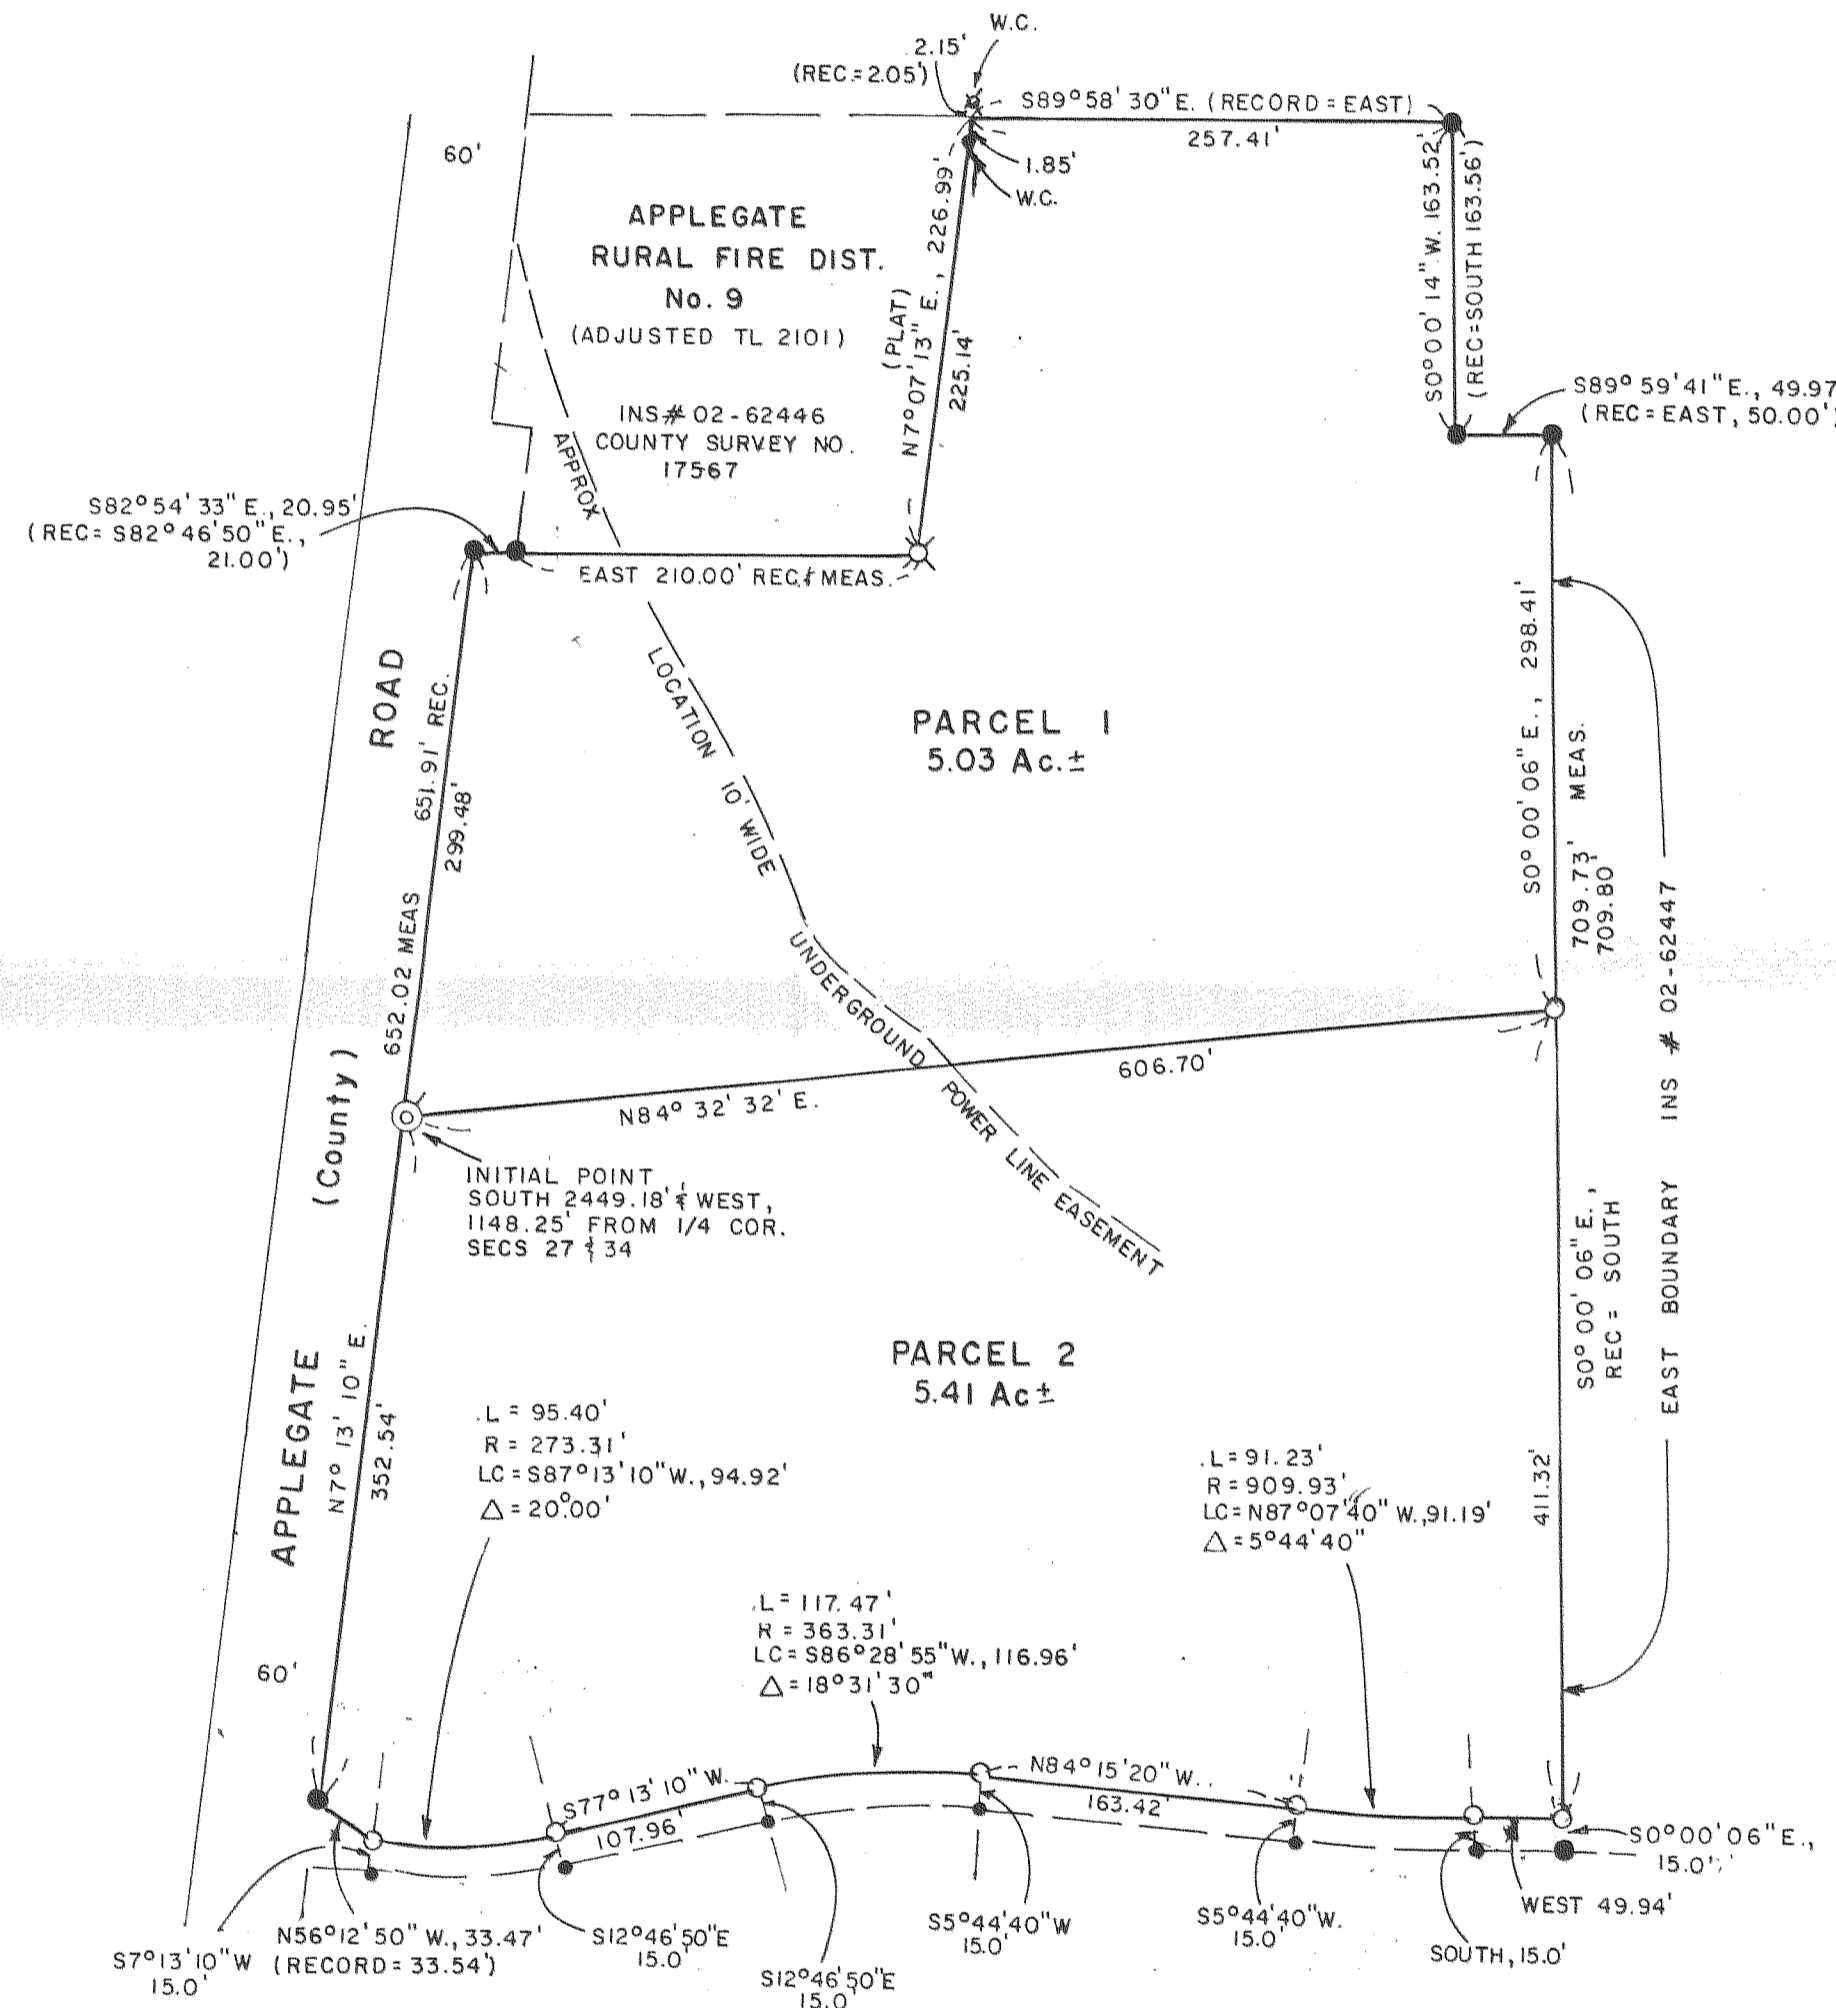 W.C.
2.15'
(REC.=2.05')
S89°58'30"E. (RECORD=EAST)
257.41'
60'
1.85'
W.C.
APPLEGATE
RURAL FIRE DIST.
No. 9
(ADJUSTED TL 2101)
INS# 02-62446
COUNTY SURVEY NO.
17567
(PLAT)
N7°07'13"E., 226.99'
225.14'
S0°00'14"W. 163.52'
(REC=SOUTH 163.56')
S89°59'41"E., 49.97
(REC=EAST, 50.00')
S82°54'33"E., 20.95'
(REC= S82°46'50"E.,
21.00')
EAST 210.00' REC. & MEAS.
APPROX
LOCATION 10' WIDE
UNDERGROUND POWER LINE EASEMENT
PARCEL 1
5.03 Ac.±
ROAD
651.91' REC.
299.48'
652.02 MEAS
S0°00'06"E., 298.41'
709.73' MEAS.
709.80'
EAST BOUNDARY INS # 02-62447
606.70'
N84°32'32'E.
(County)
INITIAL POINT
SOUTH 2449.18' & WEST,
1148.25' FROM 1/4 COR.
SECS 27 & 34
S0°00'06"E.,
REC = SOUTH
APPLEGATE
N7°13'10"E.
352.54'
PARCEL 2
5.41 Ac±
L = 95.40'
R = 273.31'
LC=S87°13'10"W.,94.92'
△=20°00'
L=91.23'
R=909.93'
LC=N87°07'40"W.,91.19'
△=5°44'40"
411.32'
L= 117.47'
R = 363.31'
LC=S86°28'55"W.,116.96'
△=18°31'30"
60'
S77°13'10"W.
107.96'
N84°15'20"W.
163.42'
S0°00'06"E.,
15.0'
WEST 49.94'
N56°12'50"W.,33.47'
(RECORD=33.54')
S7°13'10"W
15.0'
S12°46'50"E
15.0'
S12°46'50"E
15.0'
S5°44'40"W
15.0'
S5°44'40"W.
15.0'
SOUTH, 15.0'